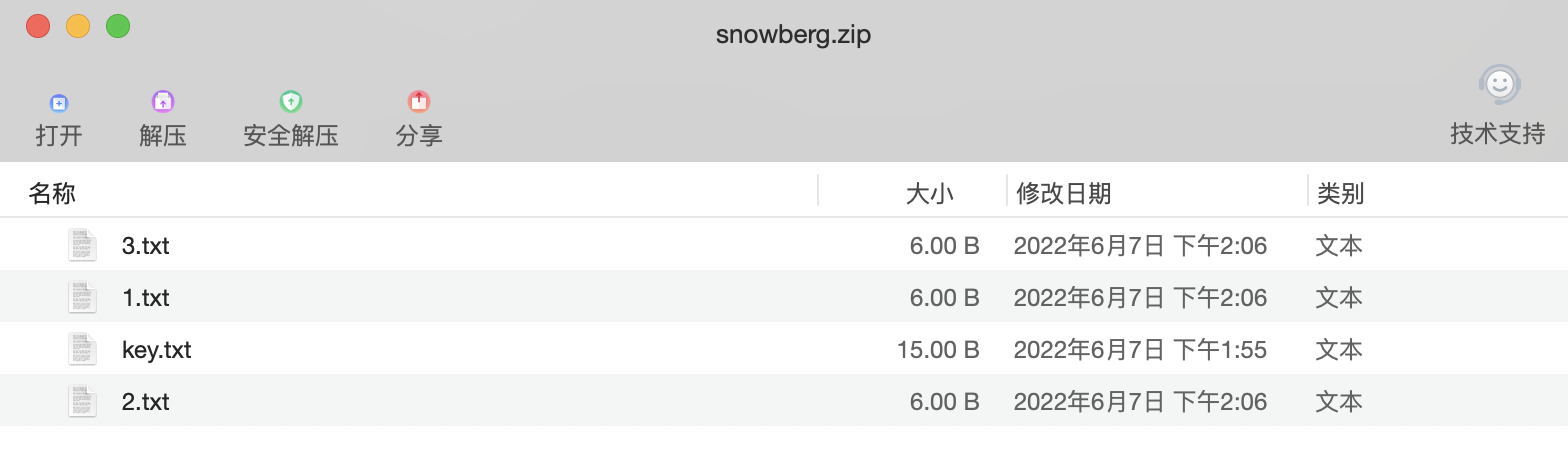 snowberg.zip
打开 解压 安全解压 分享 技术支持
名称 大小 修改日期 类别
3.txt 6.00 B 2022年6月7日 下午2:06 文本
1.txt 6.00 B 2022年6月7日 下午2:06 文本
key.txt 15.00 B 2022年6月7日 下午1:55 文本
2.txt 6.00 B 2022年6月7日 下午2:06 文本